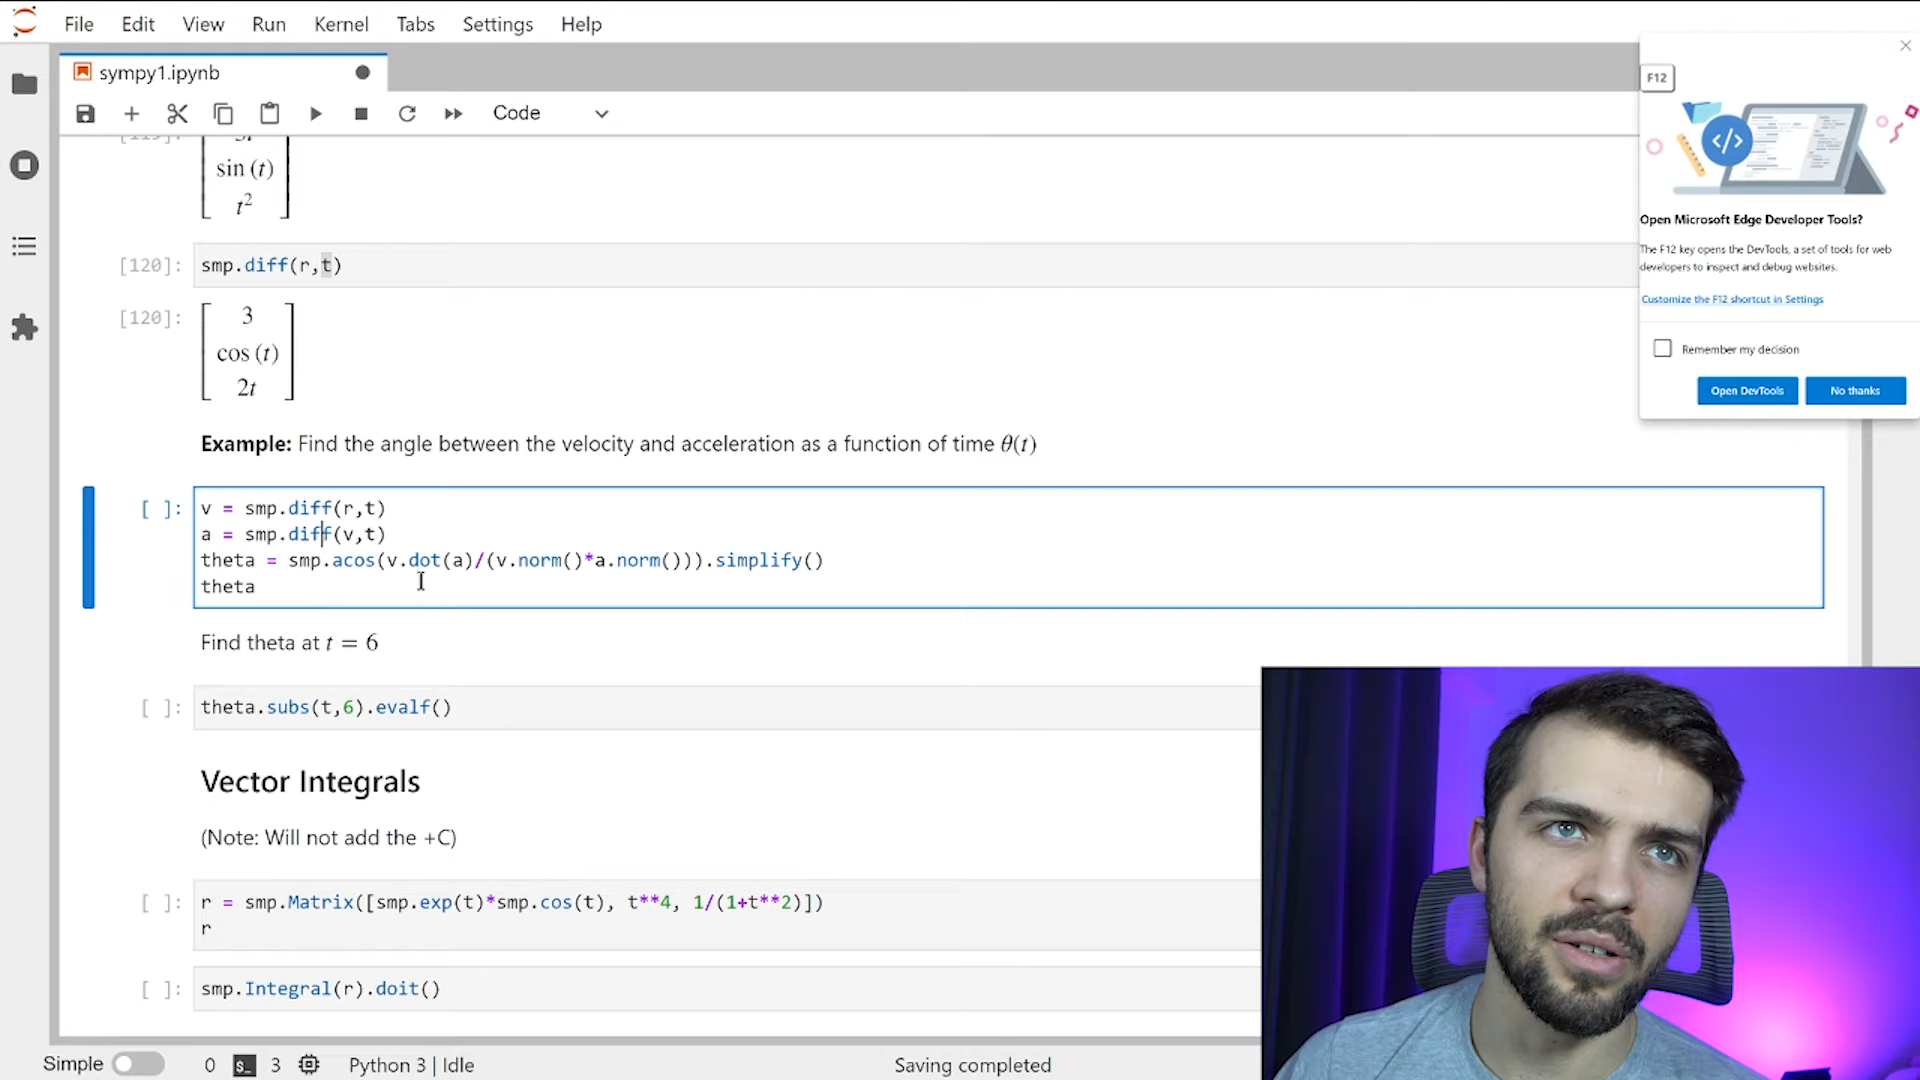 File Edit View Run Kernel Tabs Settings Help
sympy1.ipynb
Code
sin (t)
t²
[120]: smp.diff(r,t)
[120]:
3
cos (t)
2t
Example: Find the angle between the velocity and acceleration as a function of time θ(t)
[ ]: v = smp.diff(r,t)
a = smp.diff(v,t)
theta = smp.acos(v.dot(a)/(v.norm()*a.norm())).simplify()
theta
Find theta at t = 6
[ ]: theta.subs(t,6).evalf()
Vector Integrals
(Note: Will not add the +C)
[ ]: r = smp.Matrix([smp.exp(t)*smp.cos(t), t**4, 1/(1+t**2)])
r
[ ]: smp.Integral(r).doit()
Simple 0 $_ 3 Python 3 | Idle Saving completed
F12
</>
Open Microsoft Edge Developer Tools?
The F12 key opens the DevTools, a set of tools for web
developers to inspect and debug websites.
Customize the F12 shortcut in Settings
Remember my decision
Open DevTools No thanks